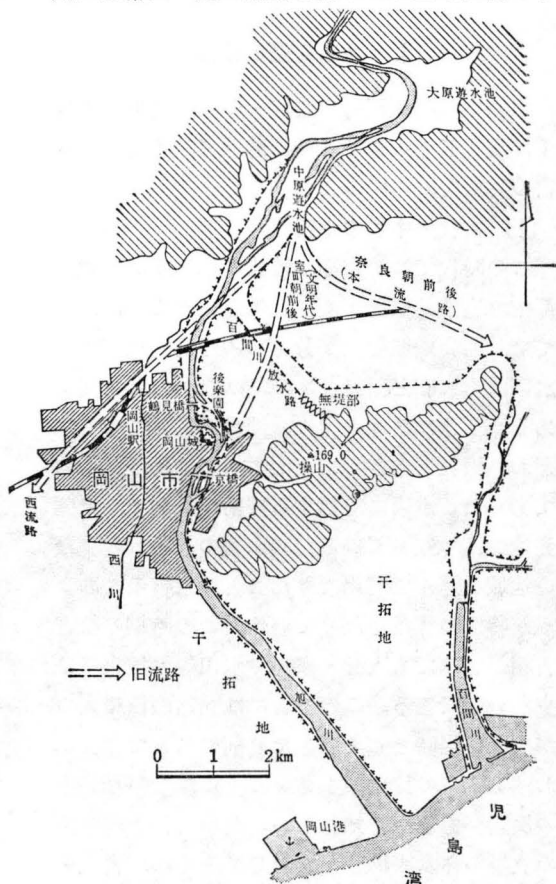 大原遊水池
中原遊水池
奈良朝前後
(本流路)
(文明年代)
室町朝前後
百間川放水路
無堤部
後楽園
鶴見橋
岡山駅
岡山城
169.0
操山
岡山市
京橋
西流路
西川
干拓地
干拓地
旧流路
旭川
百間川
0 1 2km
岡山港
児島湾